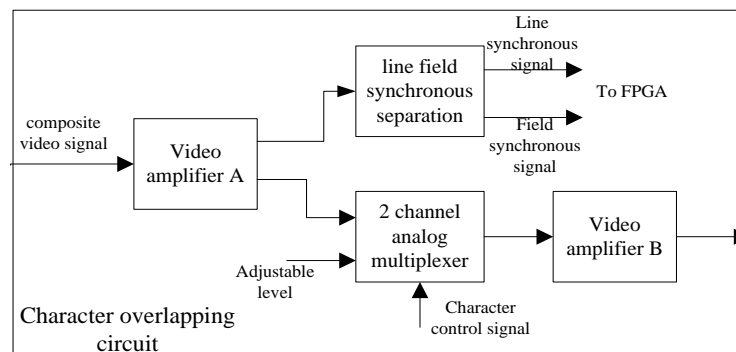 Line
synchronous
signal
line field
synchronous
separation
To FPGA
Field
synchronous
signal
composite
video signal
Video
amplifier A
2 channel
analog
multiplexer
Video
amplifier B
Adjustable
level
Character
control signal
Character overlapping
circuit